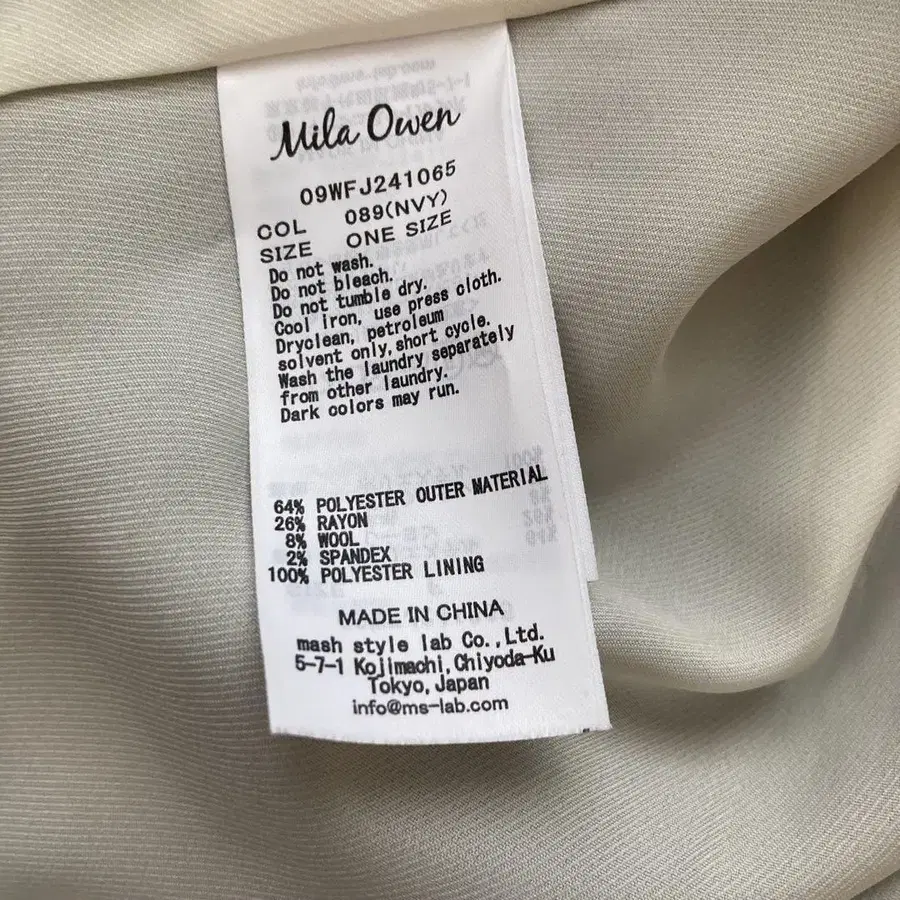 Mila Owen
09WFJ241065
COL 089(NVY)
SIZE ONE SIZE
Do not wash.
Do not bleach.
Do not tumble dry.
Cool iron, use press cloth.
Dryclean, petroleum
solvent only, short cycle.
Wash the laundry separately
from other laundry.
Dark colors may run.
64% POLYESTER OUTER MATERIAL
26% RAYON
8% WOOL
2% SPANDEX
100% POLYESTER LINING
MADE IN CHINA
mash style lab Co.,Ltd.
5-7-1 Kojimachi,Chiyoda-Ku
Tokyo,Japan
info@ms-lab.com